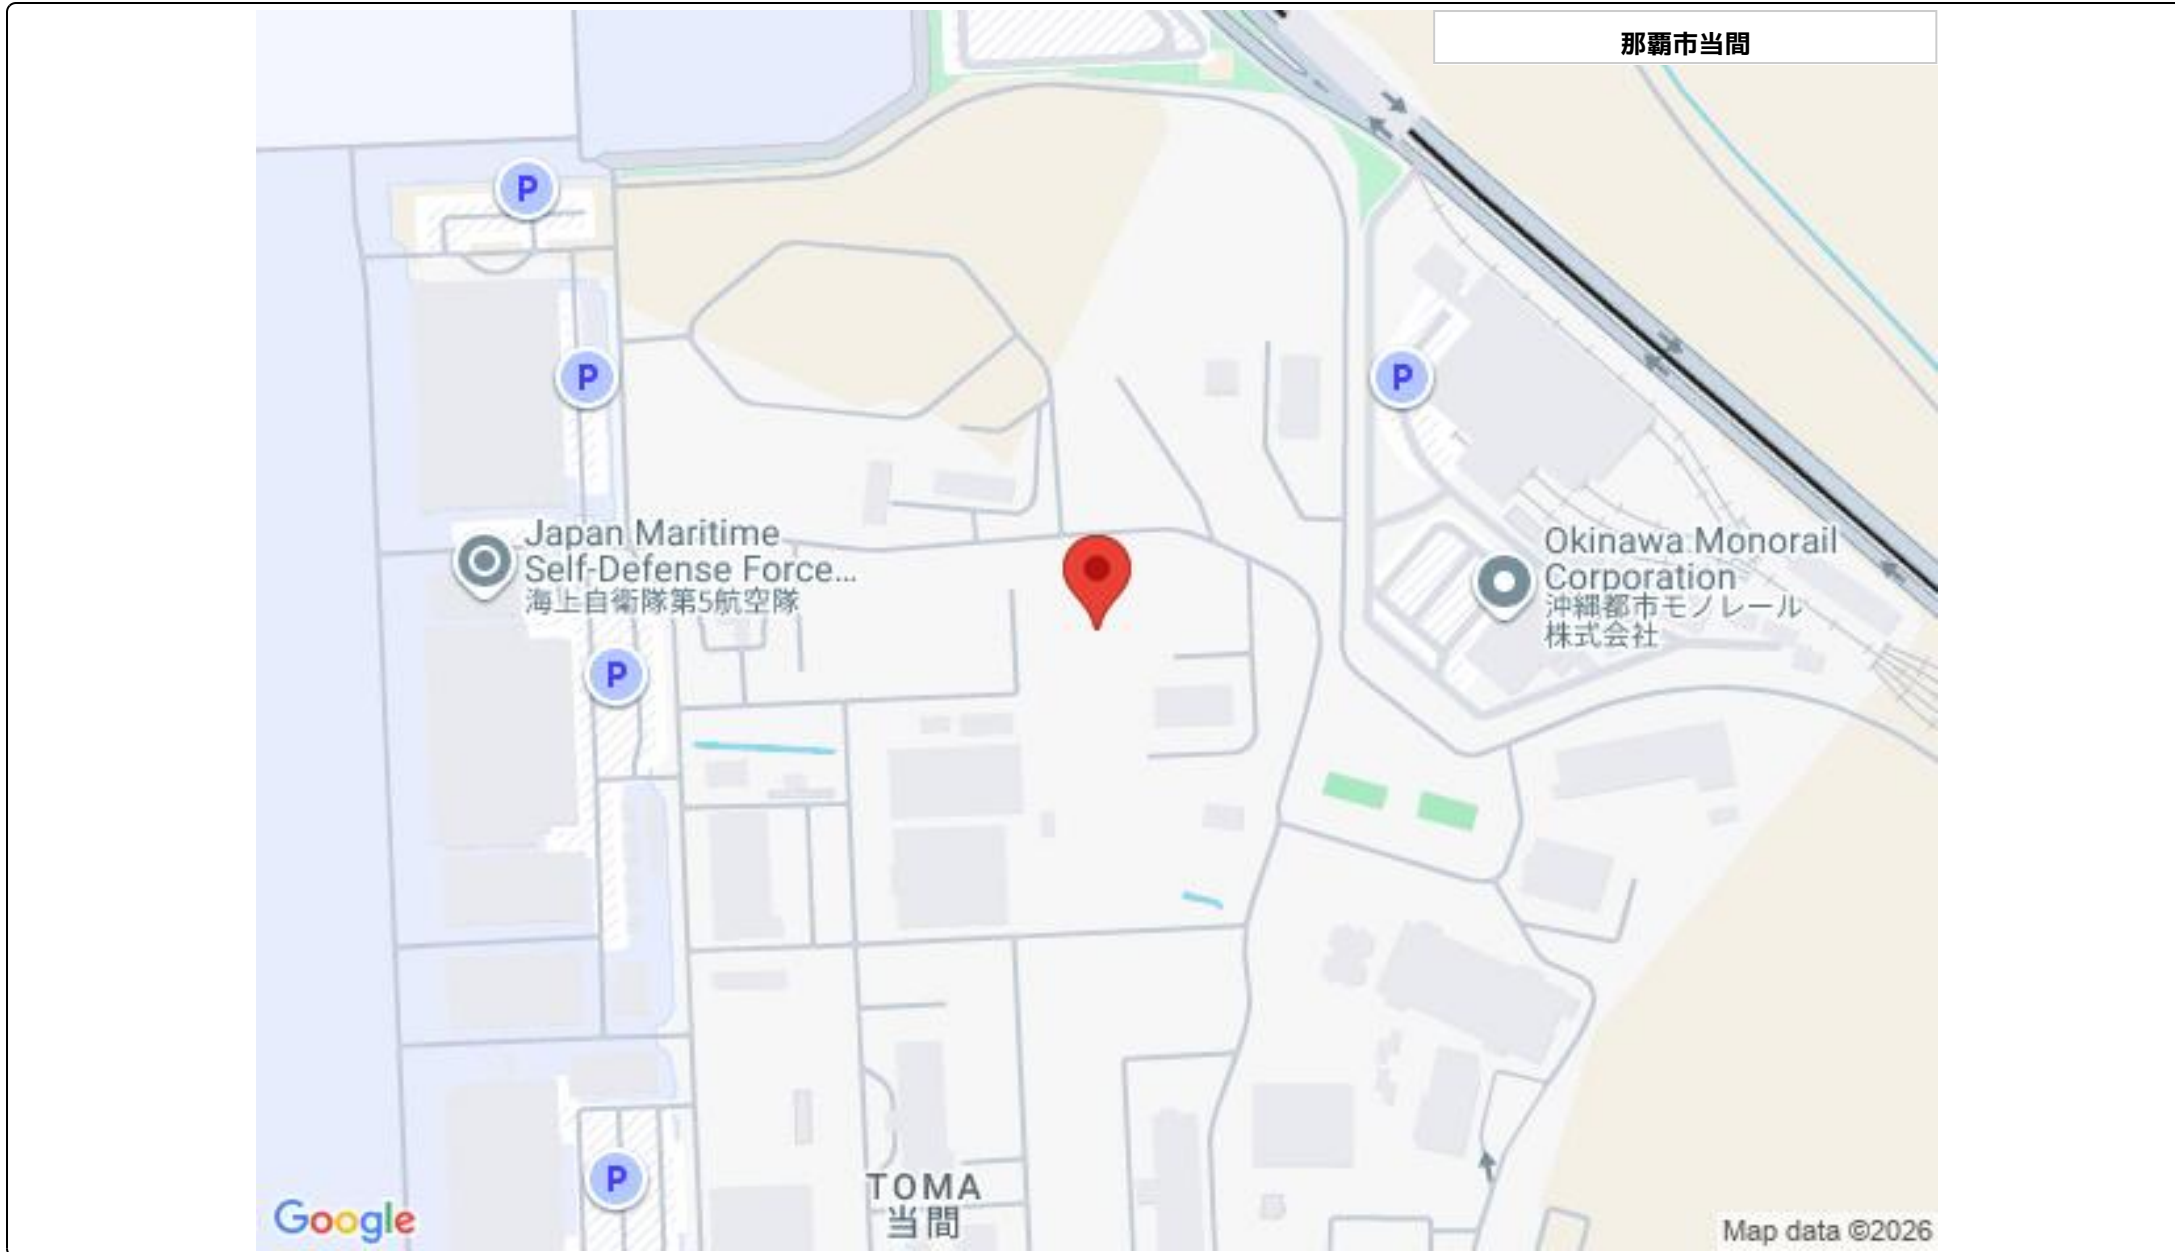 那覇市当間
P
P
P
Japan Maritime
Self-Defense Force...
海上自衛隊第5航空隊
Okinawa Monorail
Corporation
沖縄都市モノレール
株式会社
P
P
TOMA
当間
Google
Map data ©2026